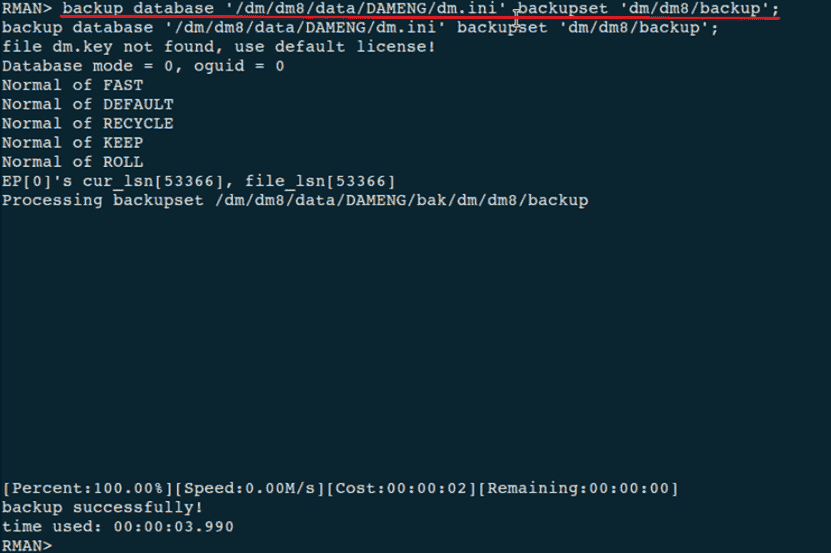 RMAN> backup database '/dm/dm8/data/DAMENG/dm.ini' backupset 'dm/dm8/backup';
backup database '/dm/dm8/data/DAMENG/dm.ini' backupset 'dm/dm8/backup';
file dm.key not found, use default license!
Database mode = 0, oguid = 0
Normal of FAST
Normal of DEFAULT
Normal of RECYCLE
Normal of KEEP
Normal of ROLL
EP[0]'s cur_lsn[53366], file_lsn[53366]
Processing backupset /dm/dm8/data/DAMENG/bak/dm/dm8/backup
[Percent:100.00%][Speed:0.00M/s][Cost:00:00:02][Remaining:00:00:00]
backup successfully!
time used: 00:00:03.990
RMAN>